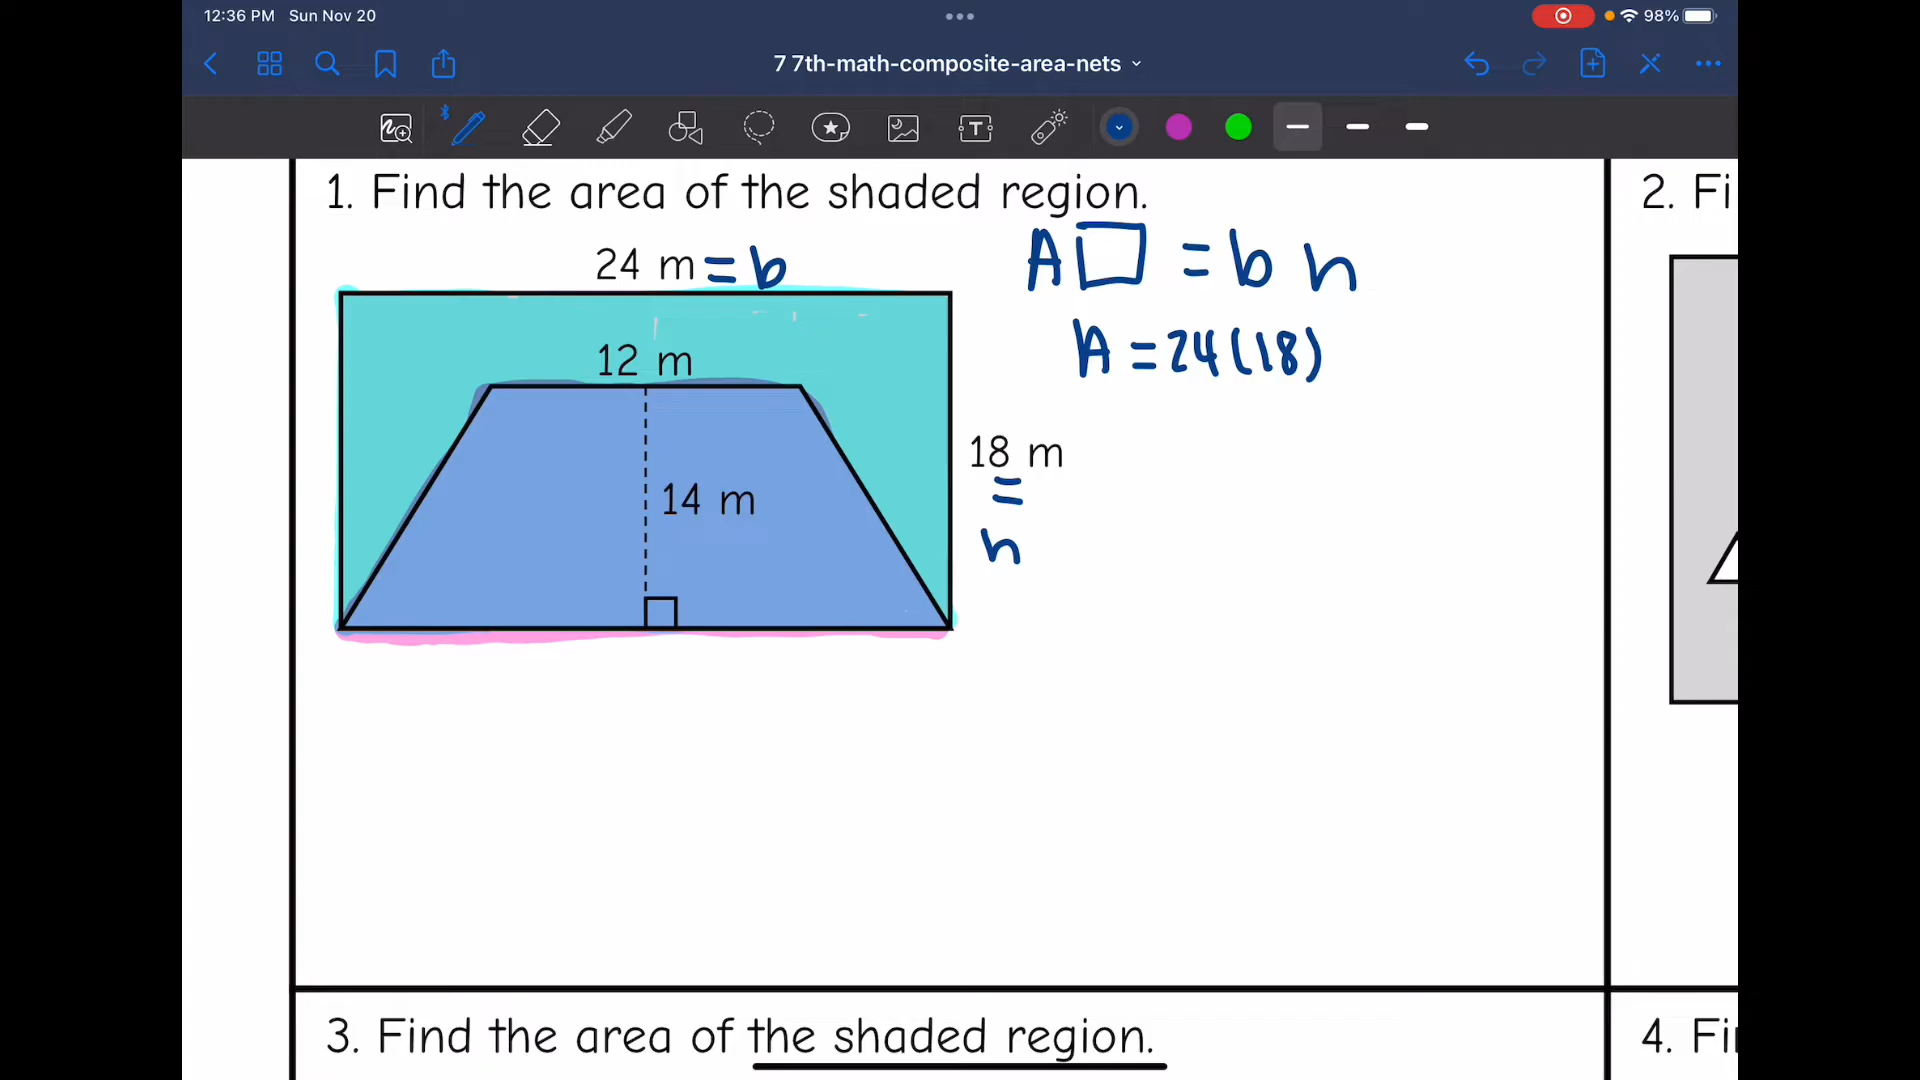 12:36 PM Sun Nov 20
98%
7 7th-math-composite-area-nets
T
1. Find the area of the shaded region.
2. Fi
24 m = b
A = b h
12 m
A = 24(18)
18 m
=
h
14 m
3. Find the area of the shaded region.
4. Fi